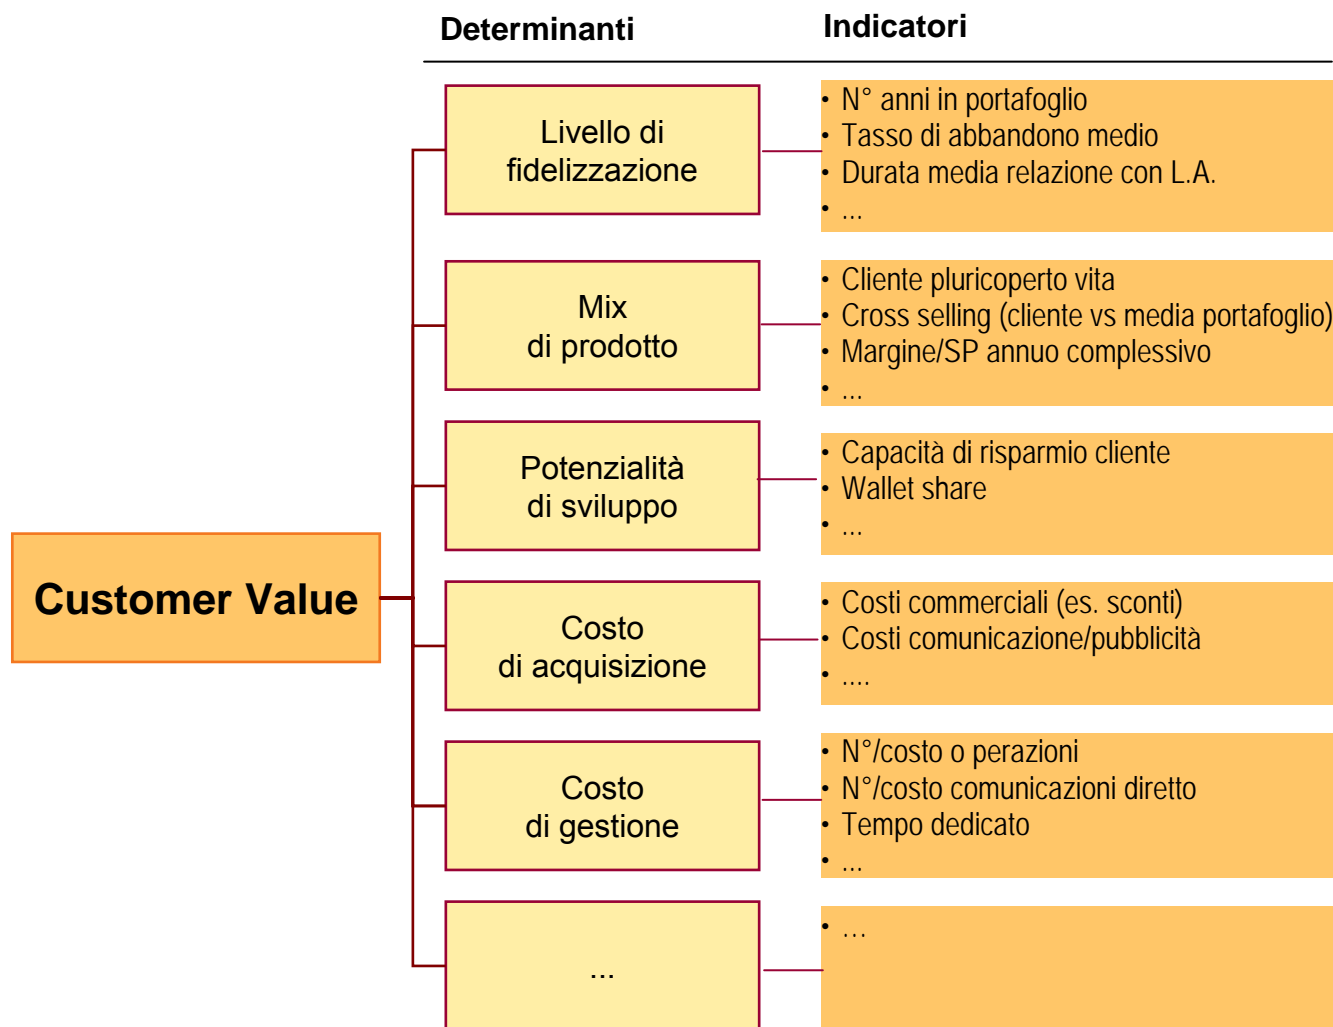 Determinanti
Indicatori
Livello di
fidelizzazione
• N° anni in portafoglio
• Tasso di abbandono medio
• Durata media relazione con L.A.
• ...
Mix
di prodotto
• Cliente pluricoperto vita
• Cross selling (cliente vs media portafoglio)
• Margine/SP annuo complessivo
• ...
Potenzialità
di sviluppo
• Capacità di risparmio cliente
• Wallet share
• ...
Customer Value
Costo
di acquisizione
• Costi commerciali (es. sconti)
• Costi comunicazione/pubblicità
• ....
Costo
di gestione
• N°/costo o perazioni
• N°/costo comunicazioni diretto
• Tempo dedicato
• ...
...
• ...